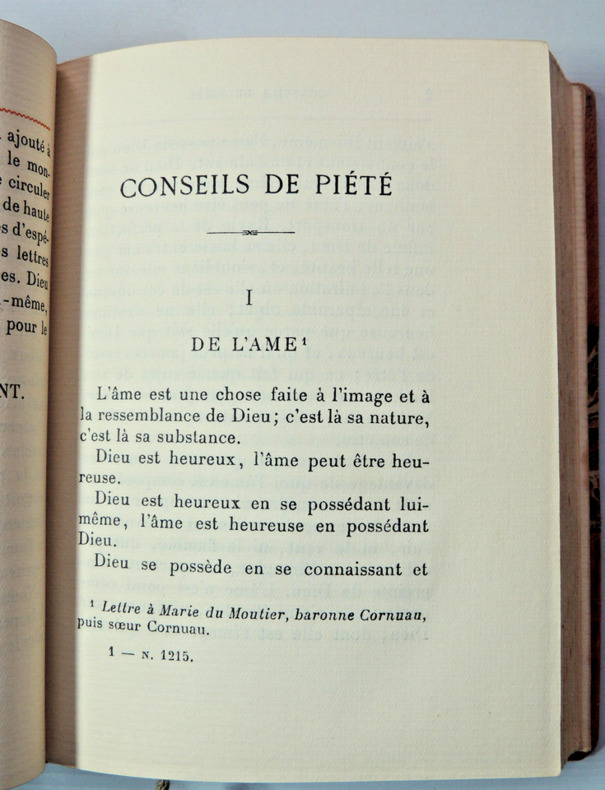 ajouté à
le mon-
circuler
de haute
s d'espé-
s lettres
es. Dieu
-même,
pour le
NT.
CONSEILS DE PIÉTÉ
I
DE L'AME¹
L'âme est une chose faite à l'image et à
la ressemblance de Dieu; c'est là sa nature,
c'est là sa substance.
Dieu est heureux, l'âme peut être heu-
reuse.
Dieu est heureux en se possédant lui-
même, l'âme est heureuse en possédant
Dieu.
Dieu se possède en se connaissant et
¹ Lettre à Marie du Moutier, baronne Cornuau,
puis sœur Cornuau.
1 — N. 1215.